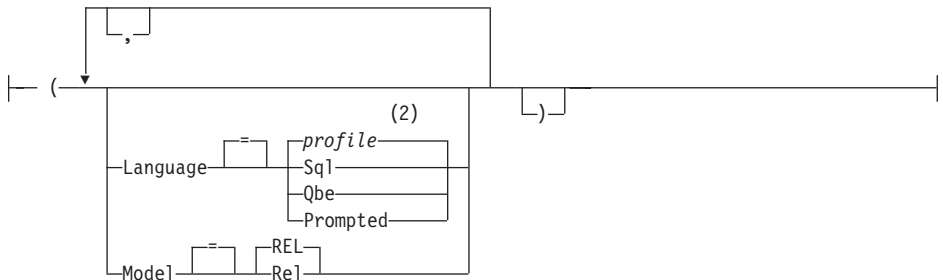 ,
(
)
(2)
= profile
Language Sql
Qbe
Prompted
= REL
Model Rel